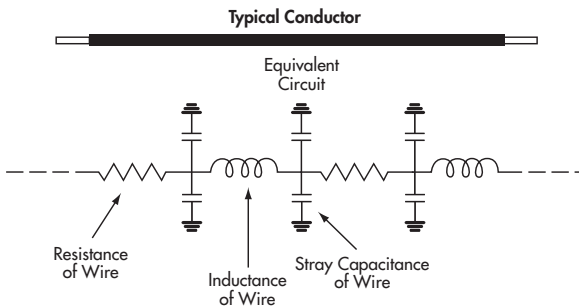 Typical Conductor
Equivalent
Circuit
Resistance
of Wire
Inductance
of Wire
Stray Capacitance
of Wire